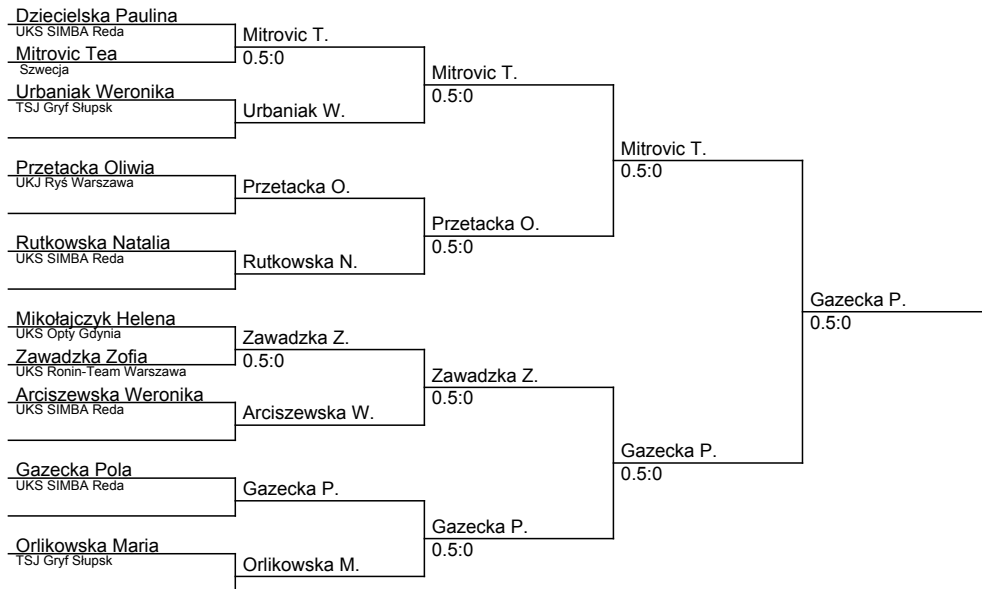 Dziecielska Paulina
UKS SIMBA Reda
Mitrovic Tea
Szwecja
Urbaniak Weronika
TSJ Gryf Słupsk
Przetacka Oliwia
UKJ Ryś Warszawa
Rutkowska Natalia
UKS SIMBA Reda
Mikołajczyk Helena
UKS Opty Gdynia
Zawadzka Zofia
UKS Ronin-Team Warszawa
Arciszewska Weronika
UKS SIMBA Reda
Gazecka Pola
UKS SIMBA Reda
Orlikowska Maria
TSJ Gryf Słupsk
Mitrovic T.
0.5:0
Urbaniak W.
Przetacka O.
Rutkowska N.
Zawadzka Z.
0.5:0
Arciszewska W.
Gazecka P.
Orlikowska M.
Mitrovic T.
0.5:0
Przetacka O.
0.5:0
Zawadzka Z.
0.5:0
Gazecka P.
0.5:0
Mitrovic T.
0.5:0
Gazecka P.
0.5:0
Gazecka P.
0.5:0